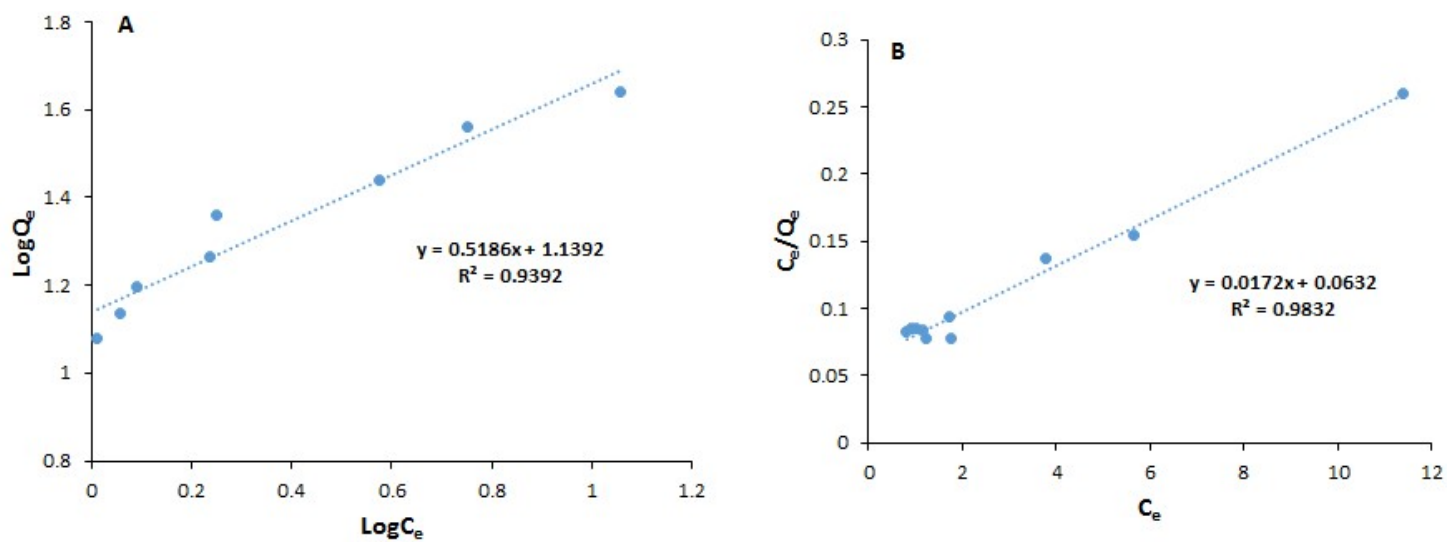 A
1.8
1.6
1.4
1.2
1
0.8
0 0.2 0.4 0.6 0.8 1 1.2
LogQₑ
LogCₑ
y = 0.5186x + 1.1392
R² = 0.9392
B
0.3
0.25
0.2
0.15
0.1
0.05
0
0 2 4 6 8 10 12
Cₑ/Qₑ
Cₑ
y = 0.0172x + 0.0632
R² = 0.9832